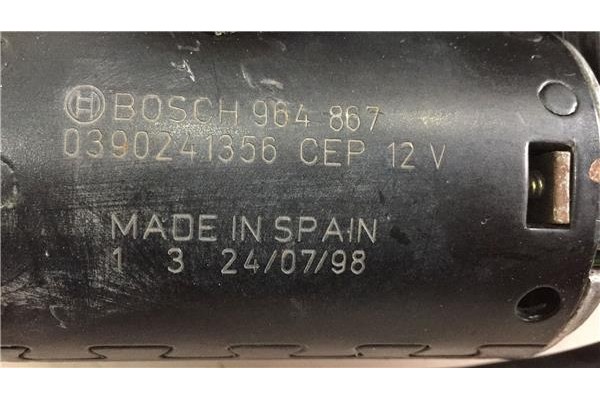 BOSCH 964 867
0390241356 CEP 12 V
MADE IN SPAIN
1 3 24/07/98